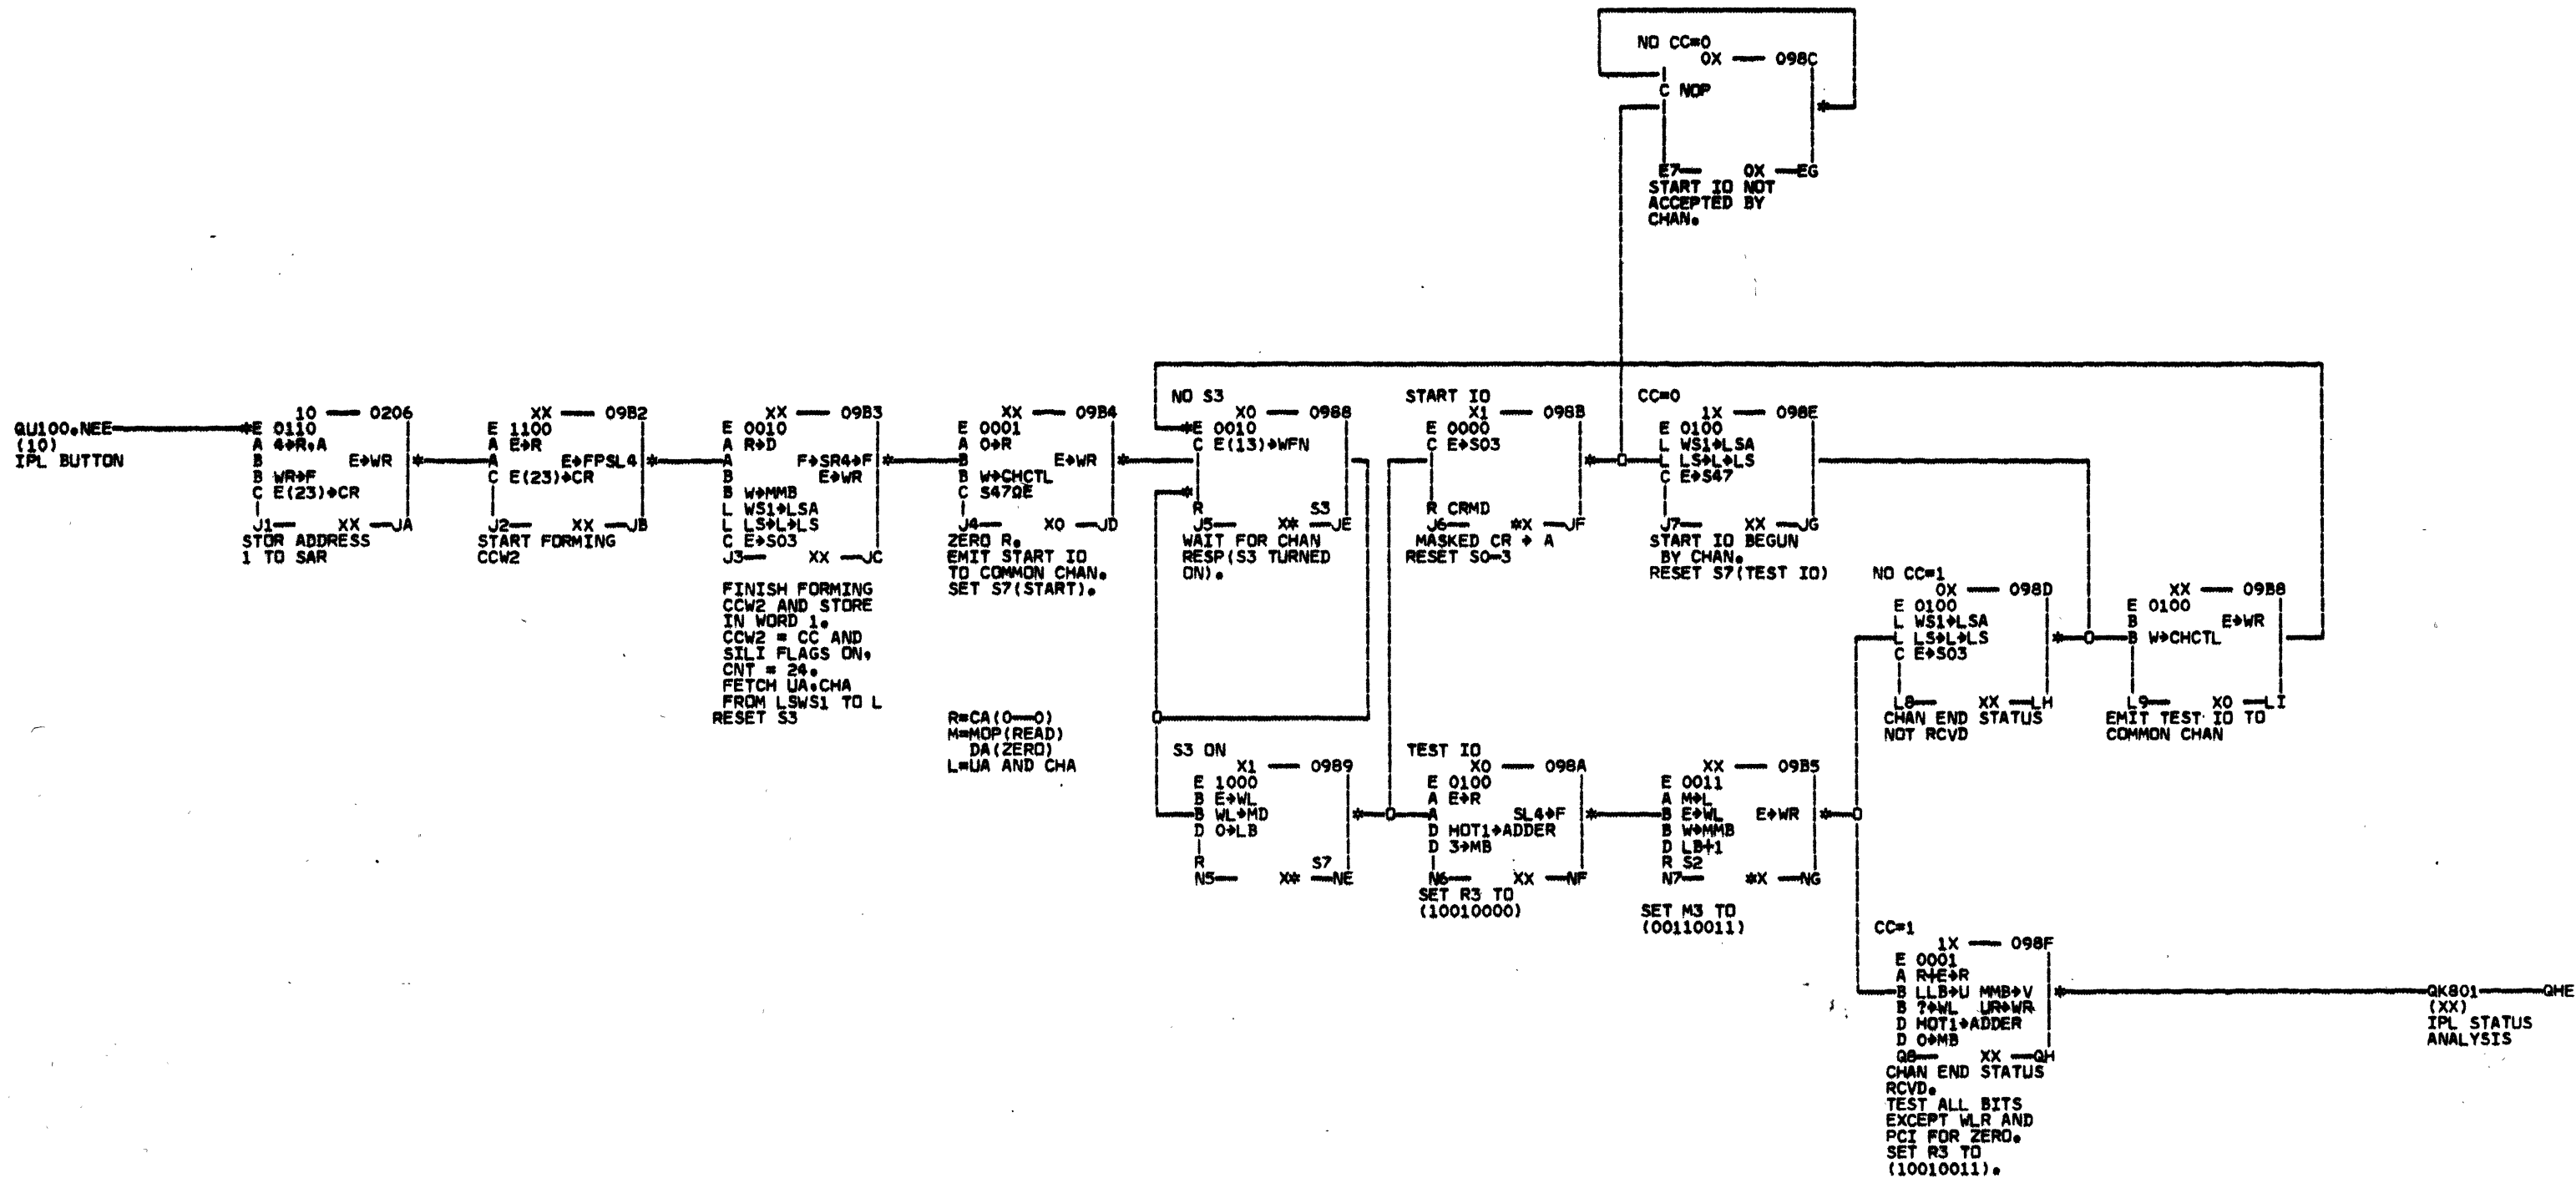 NO CC=0
0X — 098C
C NOP
*
E7— 0X —EG
START IO NOT
ACCEPTED BY
CHAN.
QU100.NEE
(10)
IPL BUTTON
10 — 0206
*E 0110
A 4→R,A
B E→WR *
B WR→F
C E(23)→CR
J1— XX —JA
STOR ADDRESS
1 TO SAR
XX — 09B2
E 1100
A E→R
A E→FPSL4 *
C E(23)→CR
J2— XX —JB
START FORMING
CCW2
XX — 09B3
E 0010
A R→D
A F→SR4→F *
B E→WR
B W→MMB
L WS1→LSA
L LS→L→LS
C E→S03
J3— XX —JC
FINISH FORMING
CCW2 AND STORE
IN WORD 1.
CCW2 = CC AND
SILI FLAGS ON,
CNT = 24.
FETCH UA.CHA
FROM LSWS1 TO L
RESET S3
XX — 09B4
E 0001
A 0→R
B E→WR *
B W→CHCTL
C S47ΩE
J4— X0 —JD
ZERO R.
EMIT START IO
TO COMMON CHAN.
SET S7(START).
R=CA(0—0)
M=MOP(READ)
DA(ZERO)
L=UA AND CHA
NO S3
X0 — 0988
*E 0010
C E(13)→WFN
*
R S3
J5— X* —JE
WAIT FOR CHAN
RESP(S3 TURNED
ON).
START IO
X1 — 098B
E 0000
C E→S03
*
R CRMD
J6— *X —JF
MASKED CR → A
RESET S0-3
CC=0
1X — 098E
E 0100
L WS1→LSA
L LS→L→LS
C E→S47
J7— XX —JG
START IO BEGUN
BY CHAN.
RESET S7(TEST IO)
NO CC=1
0X — 098D
E 0100
L WS1→LSA
L LS→L→LS *
C E→S03
L8— XX —LH
CHAN END STATUS
NOT RCVD
XX — 09B8
E 0100
B E→WR
B W→CHCTL
L9— X0 —LI
EMIT TEST IO TO
COMMON CHAN
S3 ON
X1 — 0989
E 1000
B E→WL
B WL→MD *
D 0→LB
R S7
N5— X* —NE
TEST IO
X0 — 098A
E 0100
A E→R
A SL4→F *
D HOT1→ADDER
D 3→MB
N6— XX —NF
SET R3 TO
(10010000)
XX — 09B5
E 0011
A M→L
B E→WL E→WR *
B W→MMB
D LB+1
R S2
N7— *X —NG
SET M3 TO
(00110011)
CC=1
1X — 098F
E 0001
A R+E→R
B LLB→U MMB→V *
B ?→WL UR→WR
D HOT1→ADDER
D 0→MB
Q8— XX —QH
CHAN END STATUS
RCVD.
TEST ALL BITS
EXCEPT WLR AND
PCI FOR ZERO.
SET R3 TO
(10010011).
QK801—QHE
(XX)
IPL STATUS
ANALYSIS